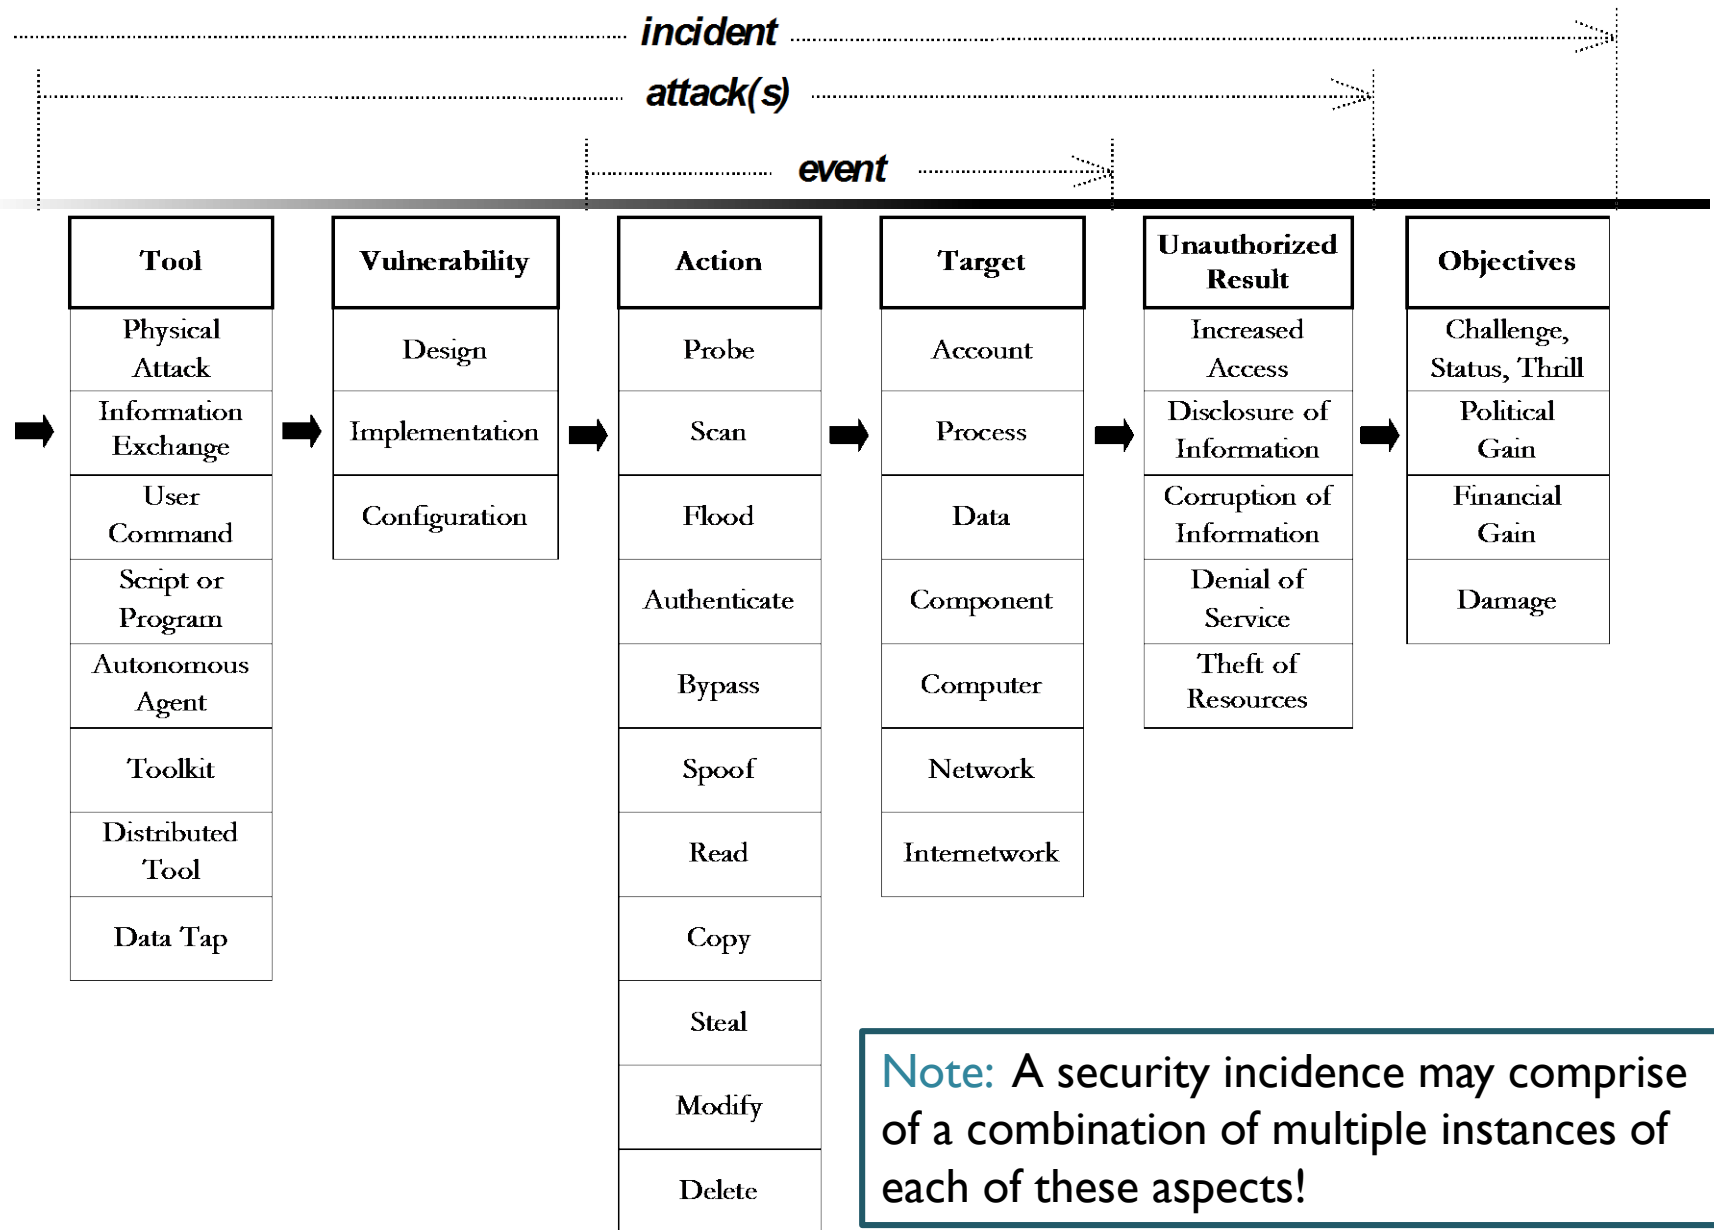 incident
attack(s)
event
Tool
Physical
Attack
Information
Exchange
User
Command
Script or
Program
Autonomous
Agent
Toolkit
Distributed
Tool
Data Tap
Vulnerability
Design
Implementation
Configuration
Action
Probe
Scan
Flood
Authenticate
Bypass
Spoof
Read
Copy
Steal
Modify
Delete
Target
Account
Process
Data
Component
Computer
Network
Internetwork
Unauthorized
Result
Increased
Access
Disclosure of
Information
Corruption of
Information
Denial of
Service
Theft of
Resources
Objectives
Challenge,
Status, Thrill
Political
Gain
Financial
Gain
Damage
Note: A security incidence may comprise
of a combination of multiple instances of
each of these aspects!